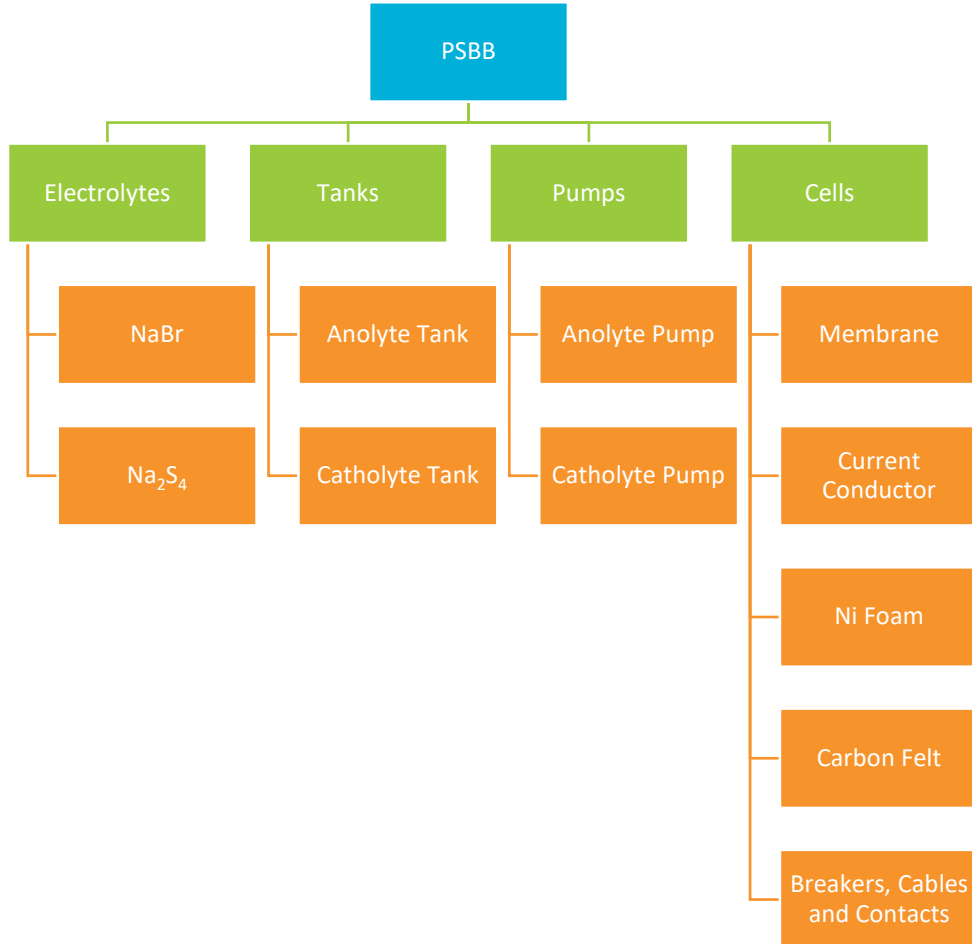 PSBB
Electrolytes
Tanks
Pumps
Cells
NaBr
Anolyte Tank
Anolyte Pump
Membrane
Na₂S₄
Catholyte Tank
Catholyte Pump
Current
Conductor
Ni Foam
Carbon Felt
Breakers, Cables
and Contacts